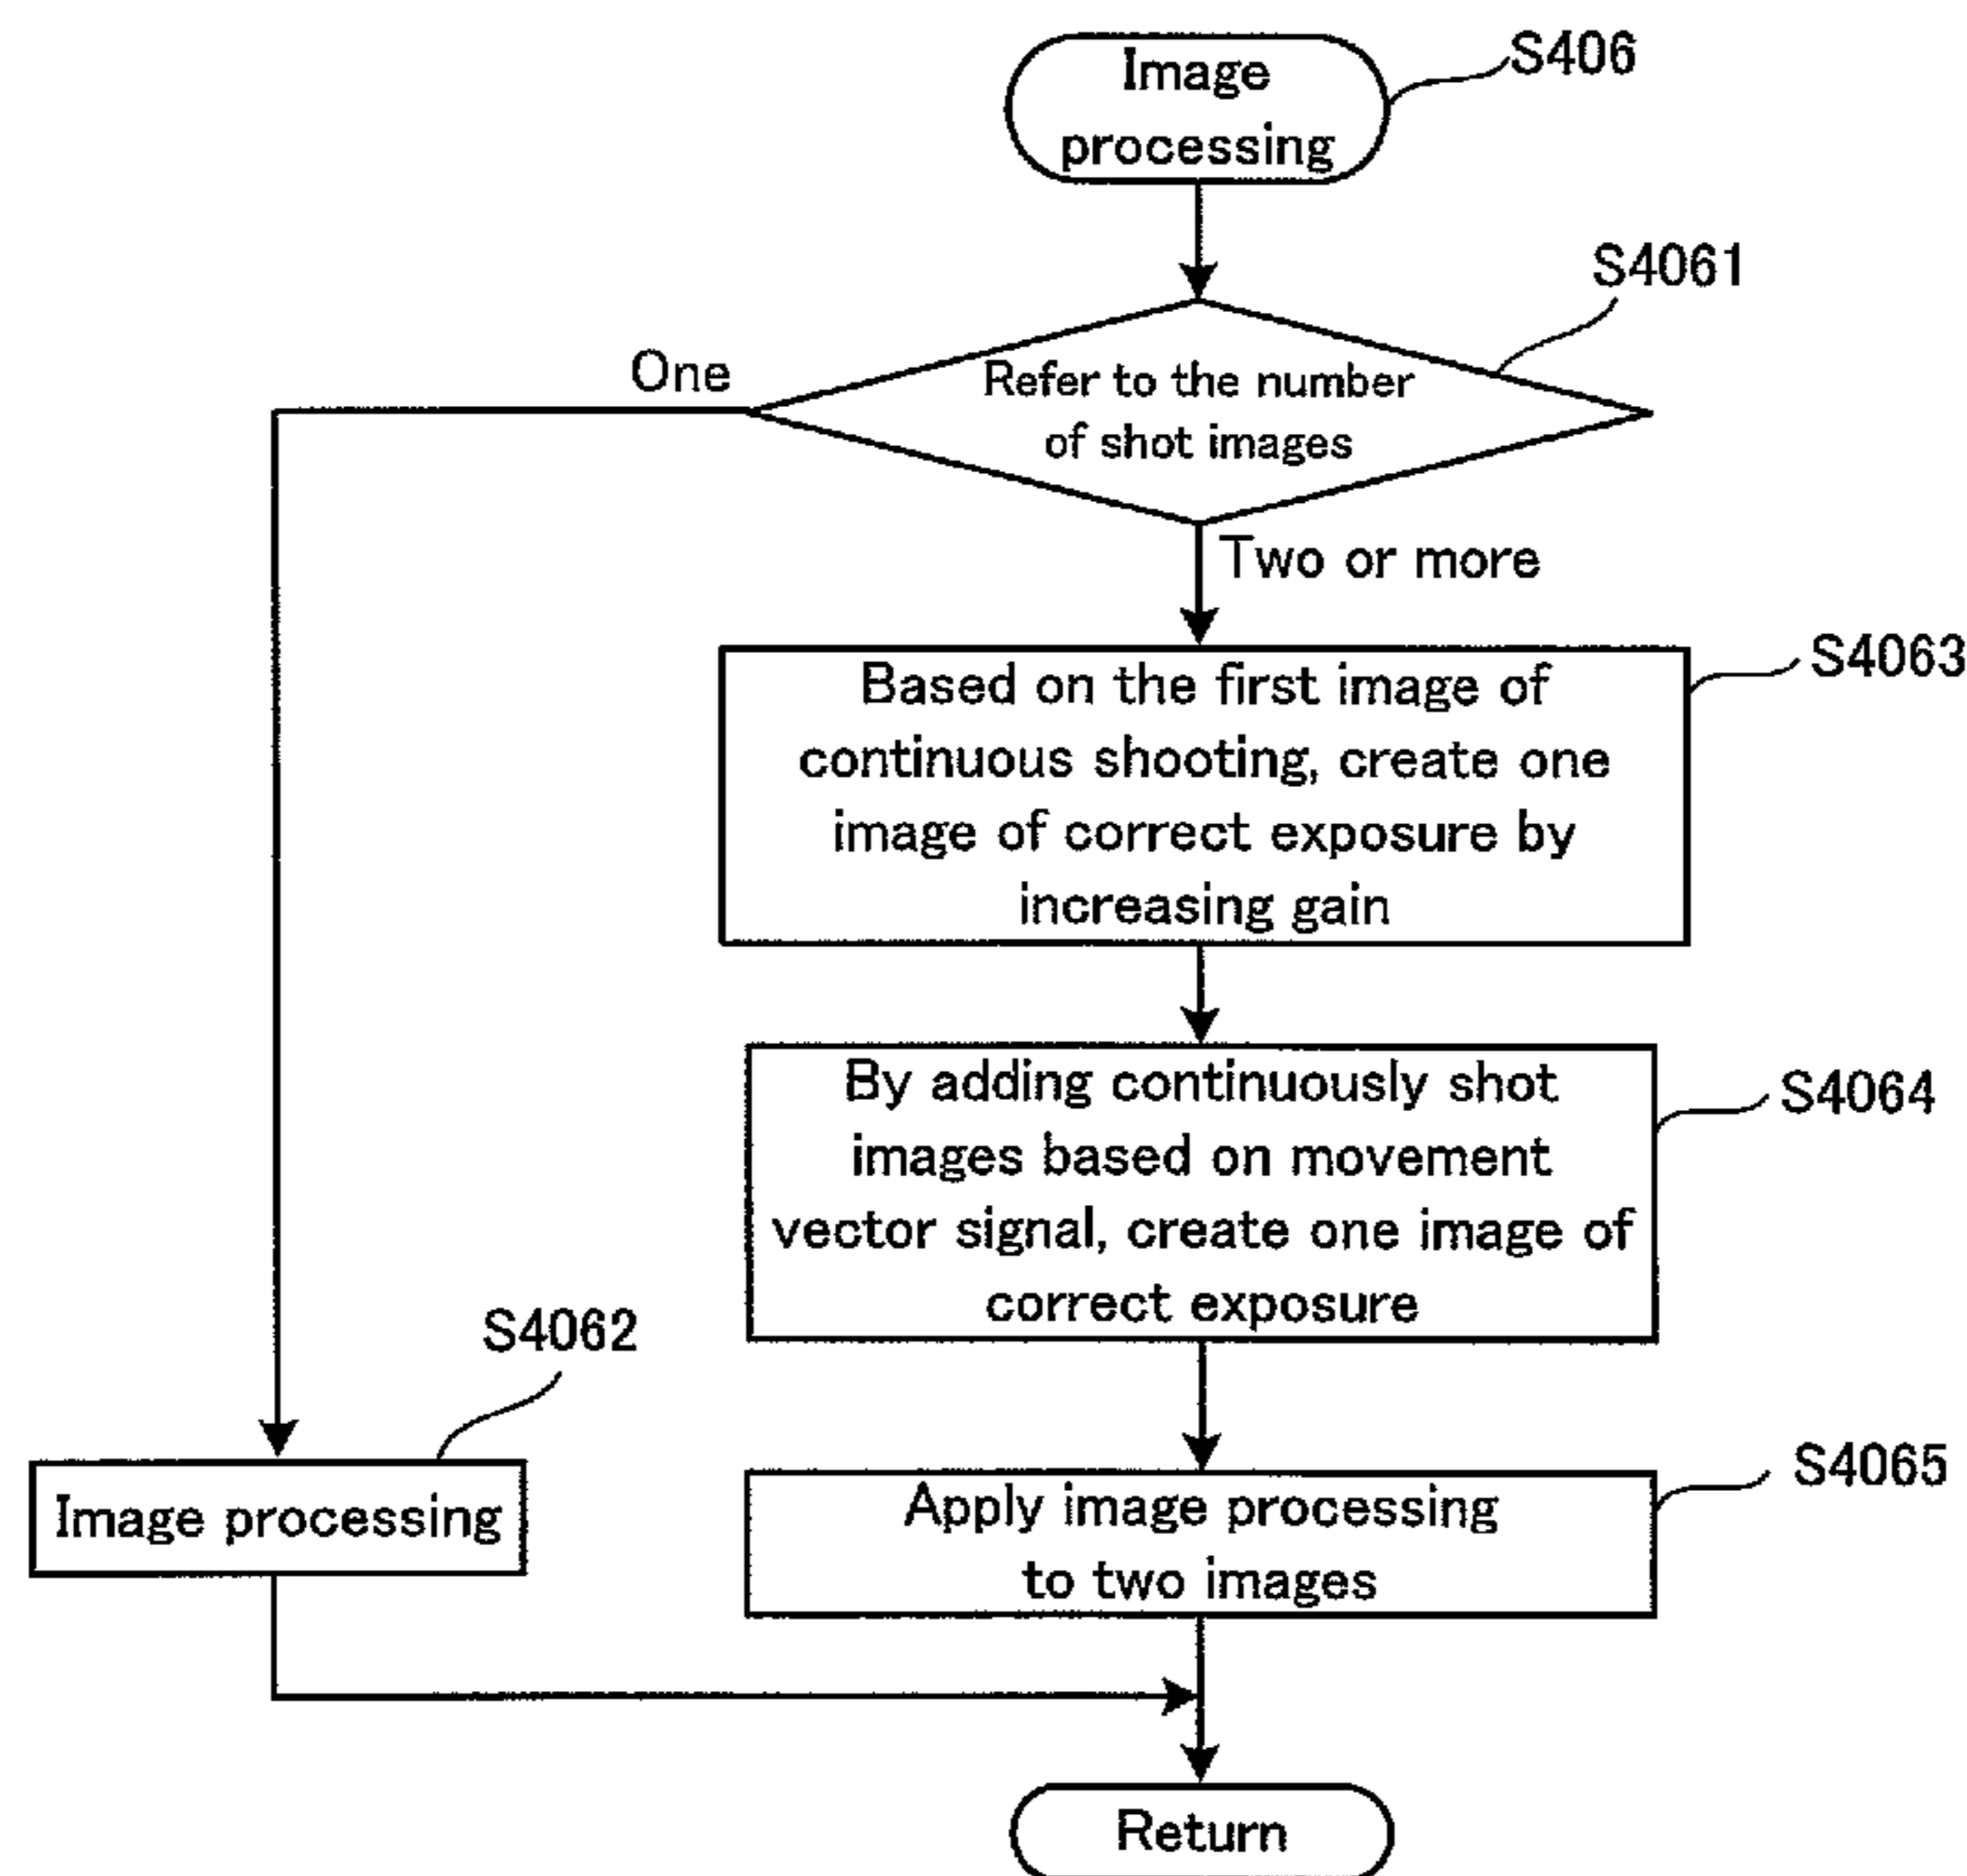 Image
processing
S406
S4061
Refer to the number
of shot images
One
Two or more
S4063
Based on the first image of
continuous shooting, create one
image of correct exposure by
increasing gain
S4064
By adding continuously shot
images based on movement
vector signal, create one image of
correct exposure
S4062
Image processing
S4065
Apply image processing
to two images
Return